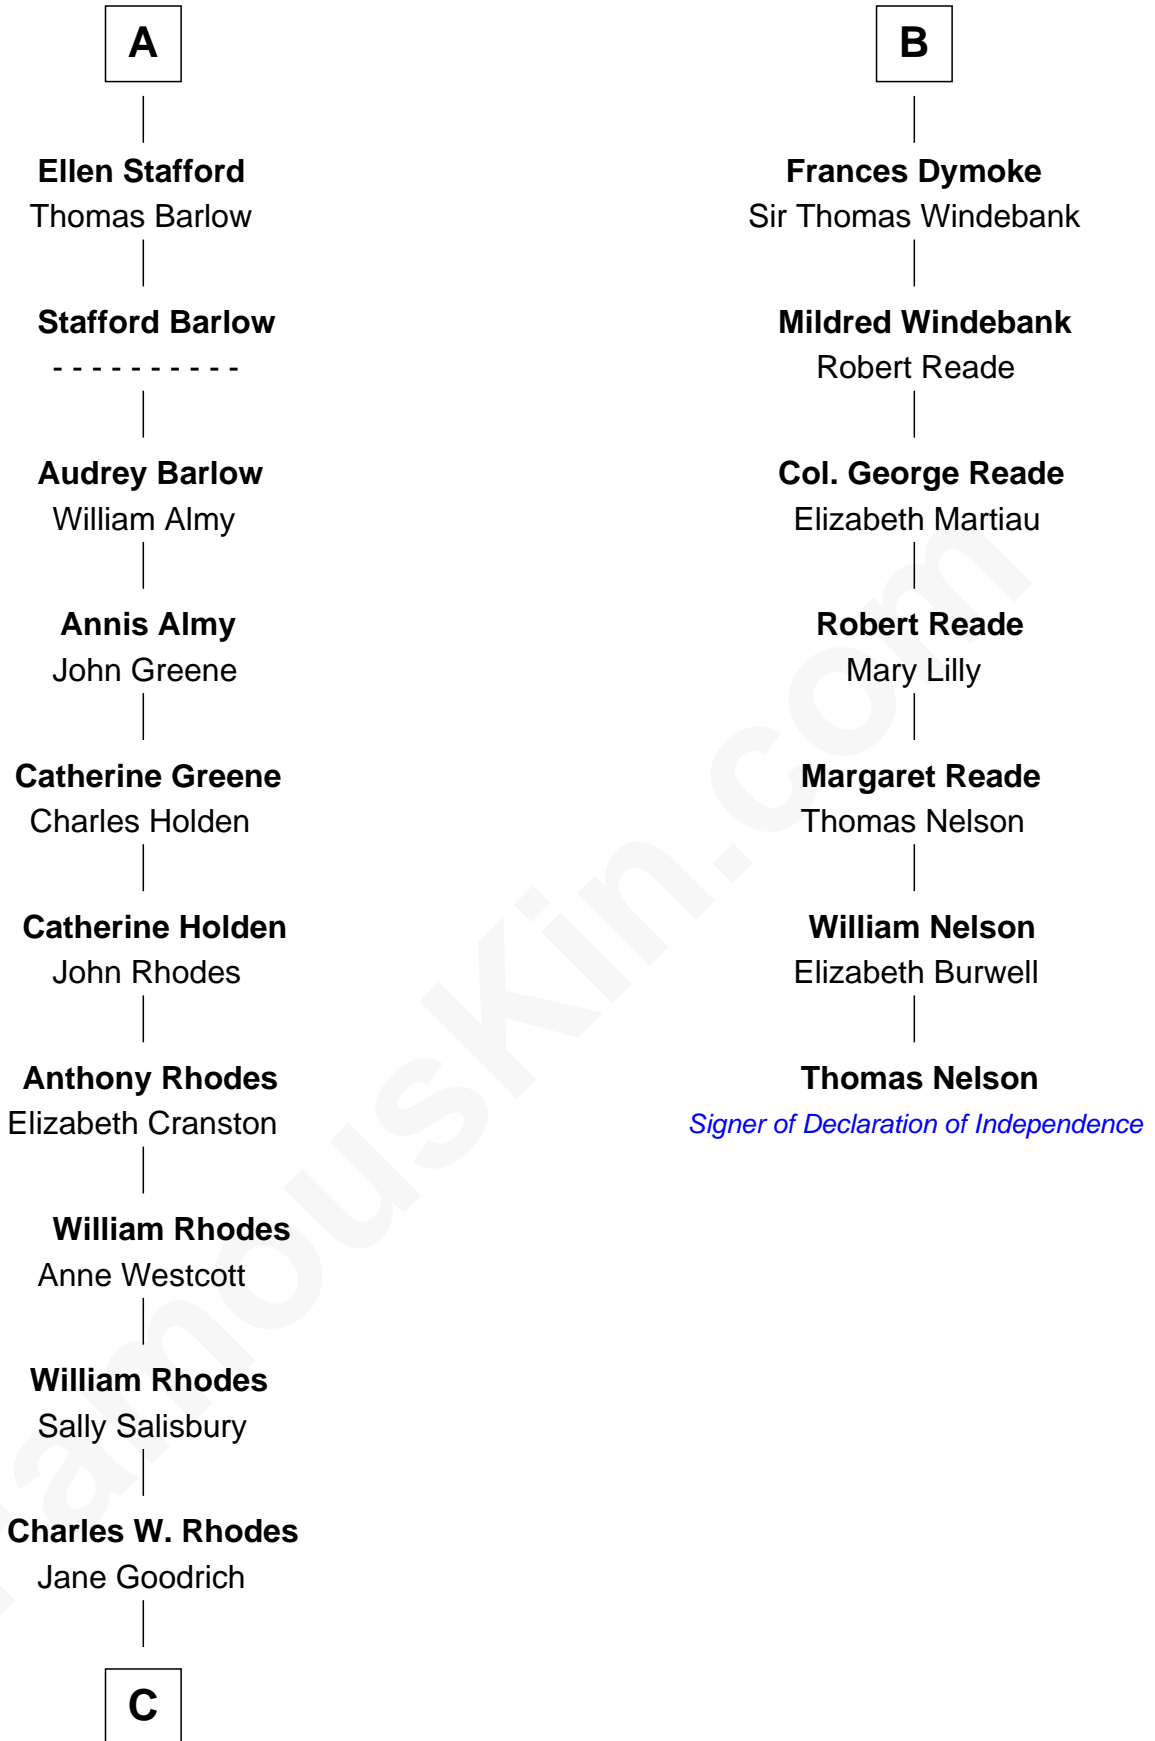 A
Ellen Stafford
Thomas Barlow
Stafford Barlow
- - - - - - - - - -
Audrey Barlow
William Almy
Annis Almy
John Greene
Catherine Greene
Charles Holden
Catherine Holden
John Rhodes
Anthony Rhodes
Elizabeth Cranston
William Rhodes
Anne Westcott
William Rhodes
Sally Salisbury
Charles W. Rhodes
Jane Goodrich
C
B
Frances Dymoke
Sir Thomas Windebank
Mildred Windebank
Robert Reade
Col. George Reade
Elizabeth Martiau
Robert Reade
Mary Lilly
Margaret Reade
Thomas Nelson
William Nelson
Elizabeth Burwell
Thomas Nelson
Signer of Declaration of Independence
FamousKin.com